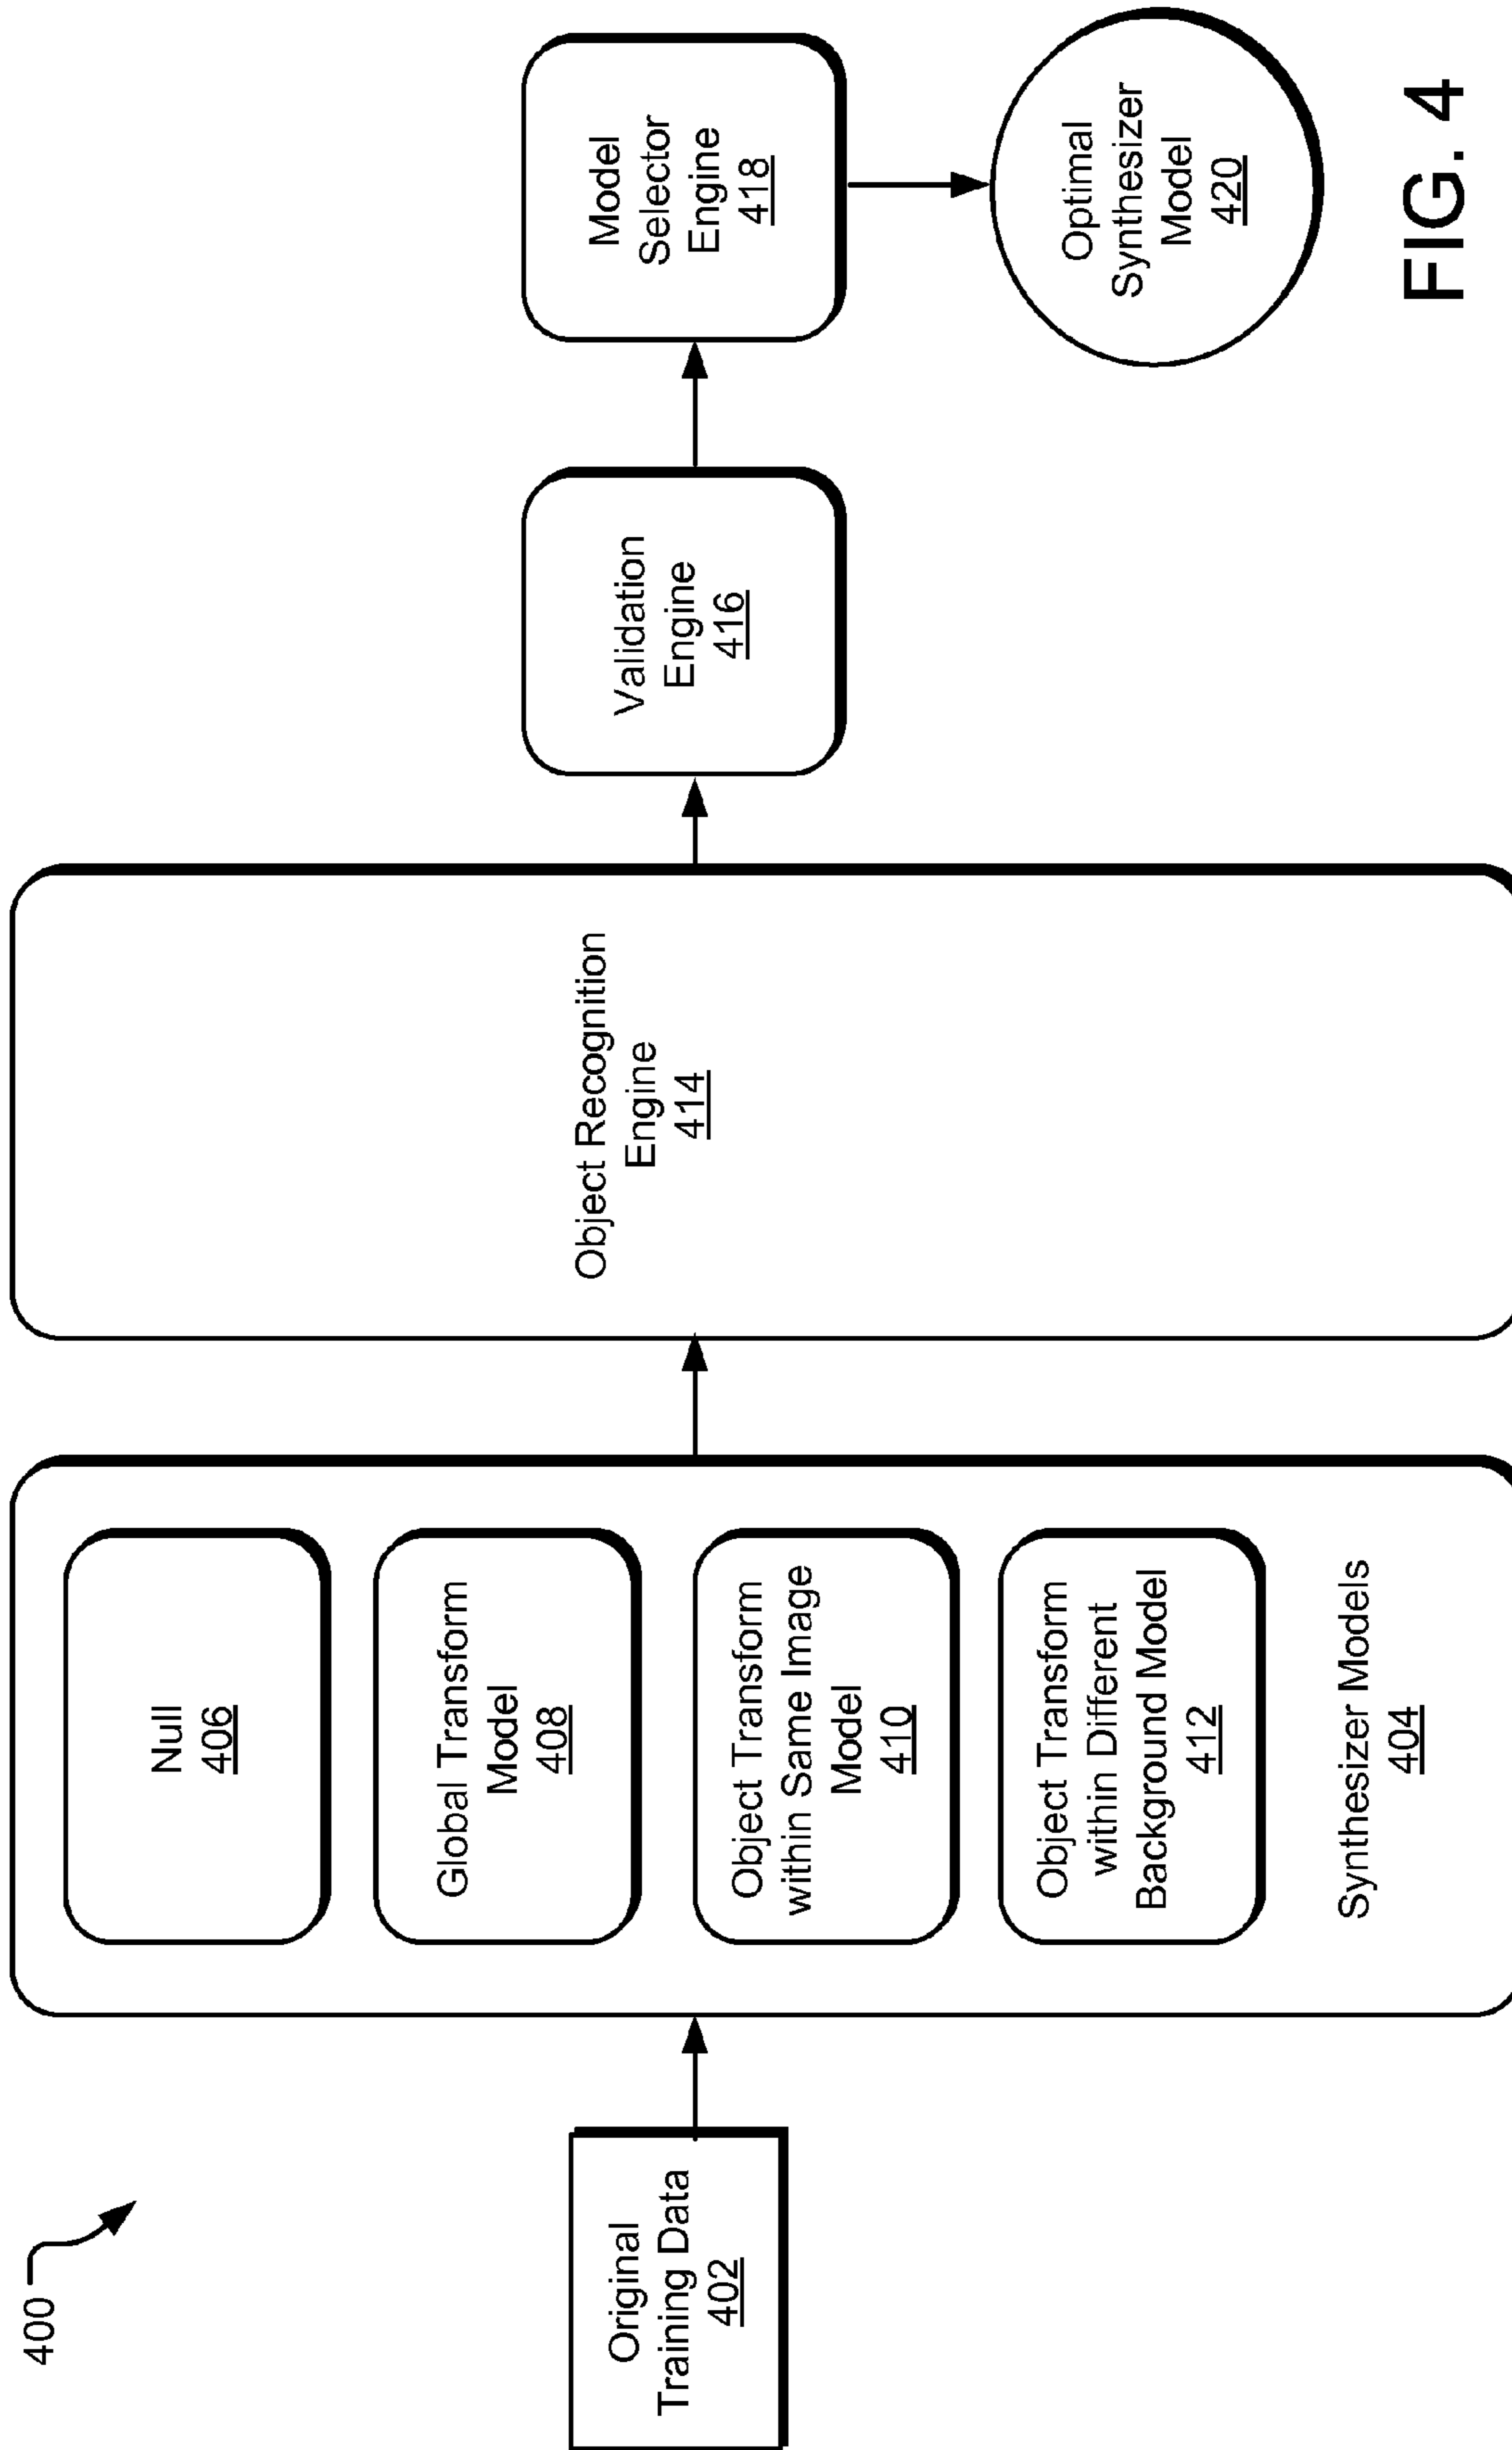 400
Original
Training Data
402
Null
406
Global Transform
Model
408
Object Transform
within Same Image
Model
410
Object Transform
within Different
Background Model
412
Synthesizer Models
404
Object Recognition
Engine
414
Validation
Engine
416
Model
Selector
Engine
418
Optimal
Synthesizer
Model
420
FIG. 4